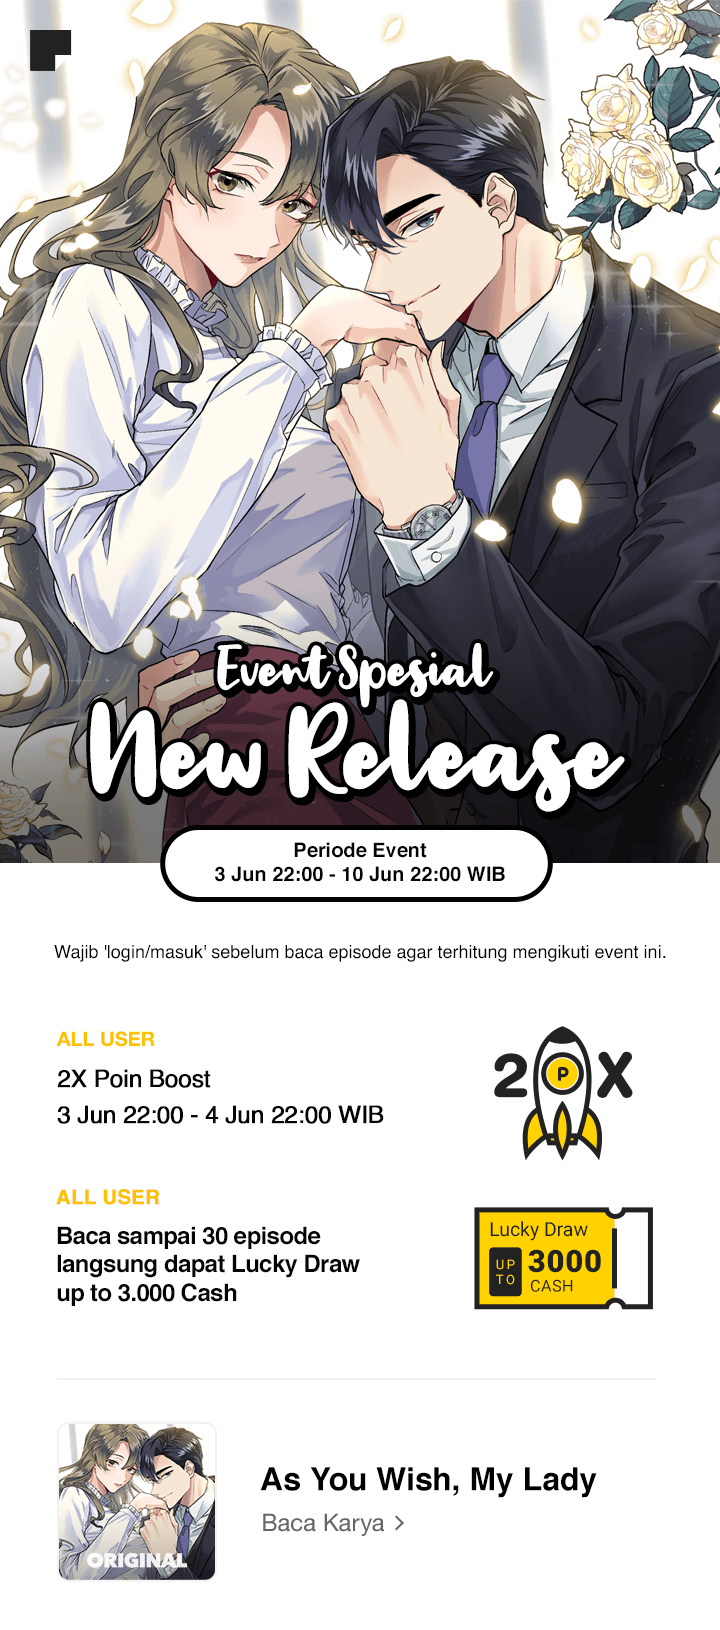 Event Spesial
New Release
Periode Event
3 Jun 22:00 - 10 Jun 22:00 WIB
Wajib 'login/masuk' sebelum baca episode agar terhitung mengikuti event ini.
ALL USER
2X Poin Boost
3 Jun 22:00 - 4 Jun 22:00 WIB
2 P X
ALL USER
Baca sampai 30 episode
langsung dapat Lucky Draw
up to 3.000 Cash
Lucky Draw
UP TO 3000
CASH
As You Wish, My Lady
Baca Karya >
ORIGINAL